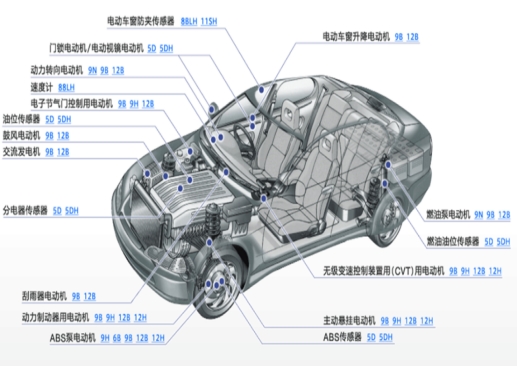 电动车窗防夹传感器 8BLH 11SH
电动车窗升降电动机 9B 12B
门锁电动机/电动视镜电动机 5D 5DH
动力转向电动机 9N 9B 12B
速度计 8BLH
电子节气门控制用电动机 9B 9H 12B
油位传感器 5D 5DH
鼓风电动机 9B 12B
交流发电机 9B 12B
分电器传感器 5D 5DH
燃油泵电动机 9N 9B 12B
燃油油位传感器 5D 5DH
无级变速控制装置用(CVT)用电动机 9B 9H 12B 12H
刮雨器电动机 9B 12B
动力制动器用电动机 9B 9H 12B 12H
主动悬挂电动机 9B 9H 12B 12H
ABS泵电动机 9H 6B 9B 12B 12H
ABS传感器 5D 5DH